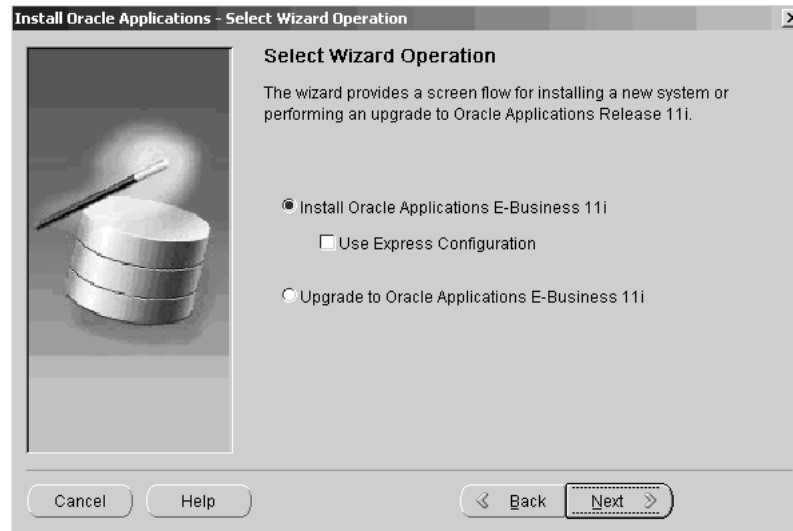 Install Oracle Applications - Select Wizard Operation
Select Wizard Operation
The wizard provides a screen flow for installing a new system or
performing an upgrade to Oracle Applications Release 11i.
Install Oracle Applications E-Business 11i
Use Express Configuration
Upgrade to Oracle Applications E-Business 11i
Cancel Help Back Next